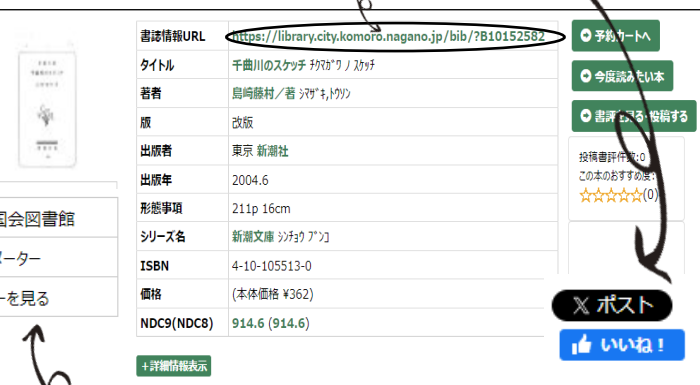 書誌情報URL https://library.city.komoro.nagano.jp/bib/?B10152582
タイトル 千曲川のスケッチ チクマガワ ノ スケッチ
著者 島崎藤村／著 シマザキ,トウソン
版 改版
出版者 東京 新潮社
出版年 2004.6
形態事項 211p 16cm
シリーズ名 新潮文庫 シンチョウ ブンコ
ISBN 4-10-105513-0
価格 (本体価格 ¥362)
NDC9(NDC8) 914.6 (914.6)
+詳細情報表示
国会図書館
メーター
ーを見る
予約カートへ
今度読みたい本
書評を見る・投稿する
投稿書評件数:0
この本のおすすめ度:
☆☆☆☆☆(0)
X ポスト
いいね！